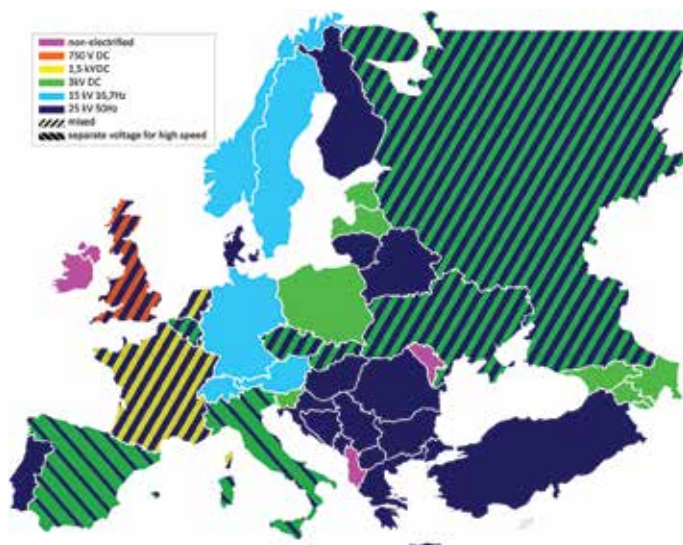 non-electrified
750 V DC
1,5 kVDC
3kV DC
15 kV 16,7Hz
25 kV 50Hz
mixed
separate voltage for high speed